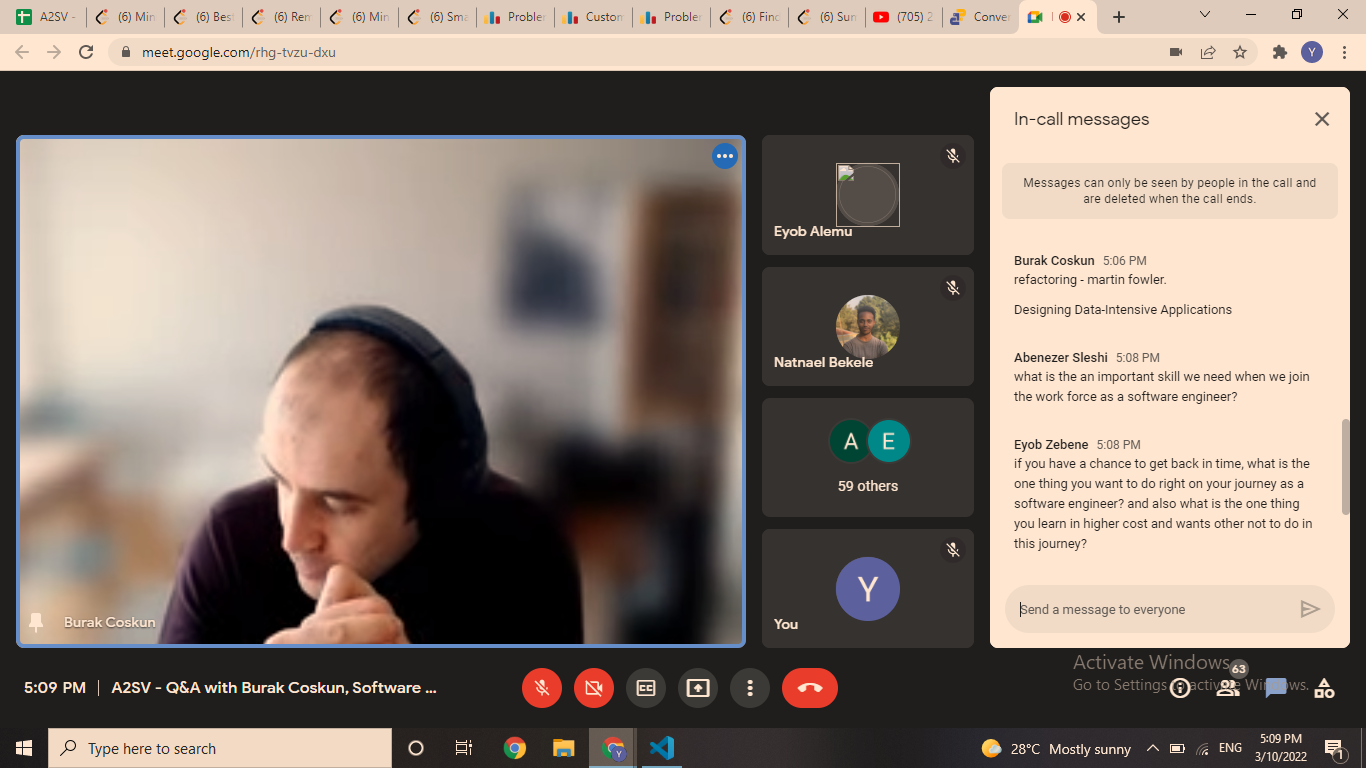 A2SV -
(6) Min
(6) Best
(6) Rem
(6) Min
(6) Sma
Probler
Custom
Probler
(6) Find
(6) Sum
(705) 2
Conver
meet.google.com/rhg-tvzu-dxu
Y
In-call messages
Messages can only be seen by people in the call and
are deleted when the call ends.
Burak Coskun 5:06 PM
refactoring - martin fowler.
Designing Data-Intensive Applications
Abenezer Sleshi 5:08 PM
what is the an important skill we need when we join
the work force as a software engineer?
Eyob Zebene 5:08 PM
if you have a chance to get back in time, what is the
one thing you want to do right on your journey as a
software engineer? and also what is the one thing
you learn in higher cost and wants other not to do in
this journey?
Send a message to everyone
Eyob Alemu
Natnael Bekele
A E
59 others
Y
You
Burak Coskun
5:09 PM | A2SV - Q&A with Burak Coskun, Software ...
63
Activate Windows
Go to Settings to activate Windows.
Type here to search
Y
28°C Mostly sunny
ENG
5:09 PM
3/10/2022
1